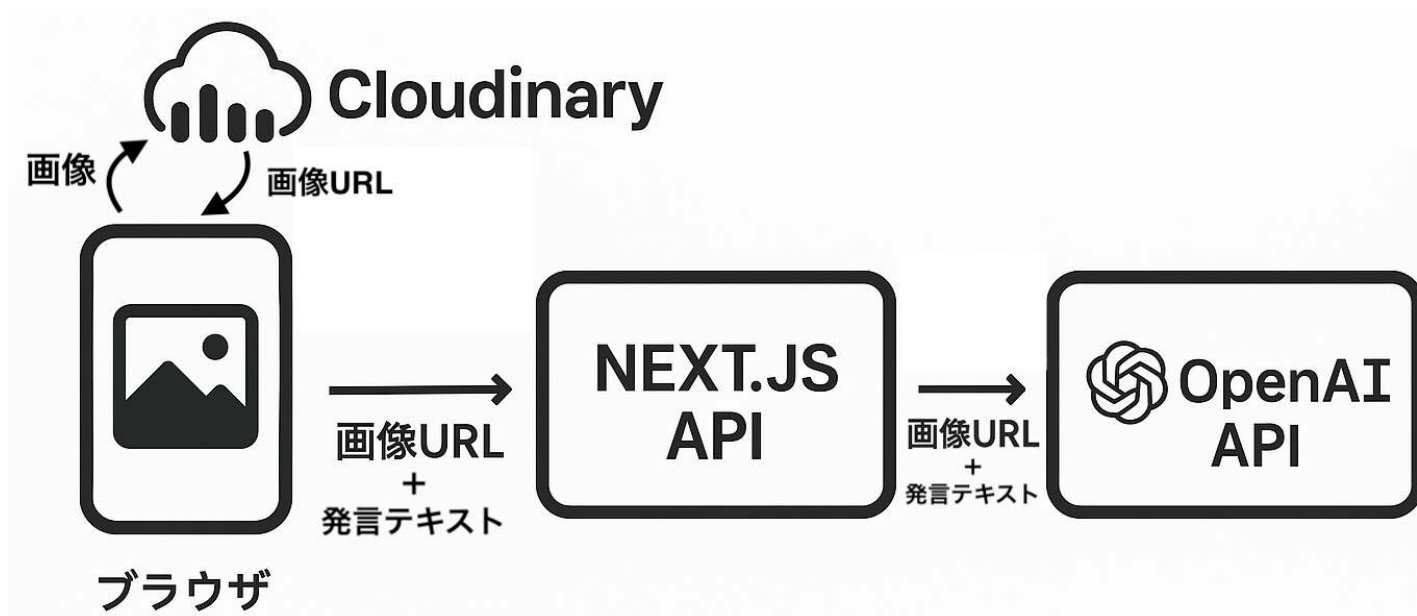 Cloudinary
画像
画像URL
NEXT.JS
API
OpenAI
API
画像URL
+
発言テキスト
画像URL
+
発言テキスト
ブラウザ